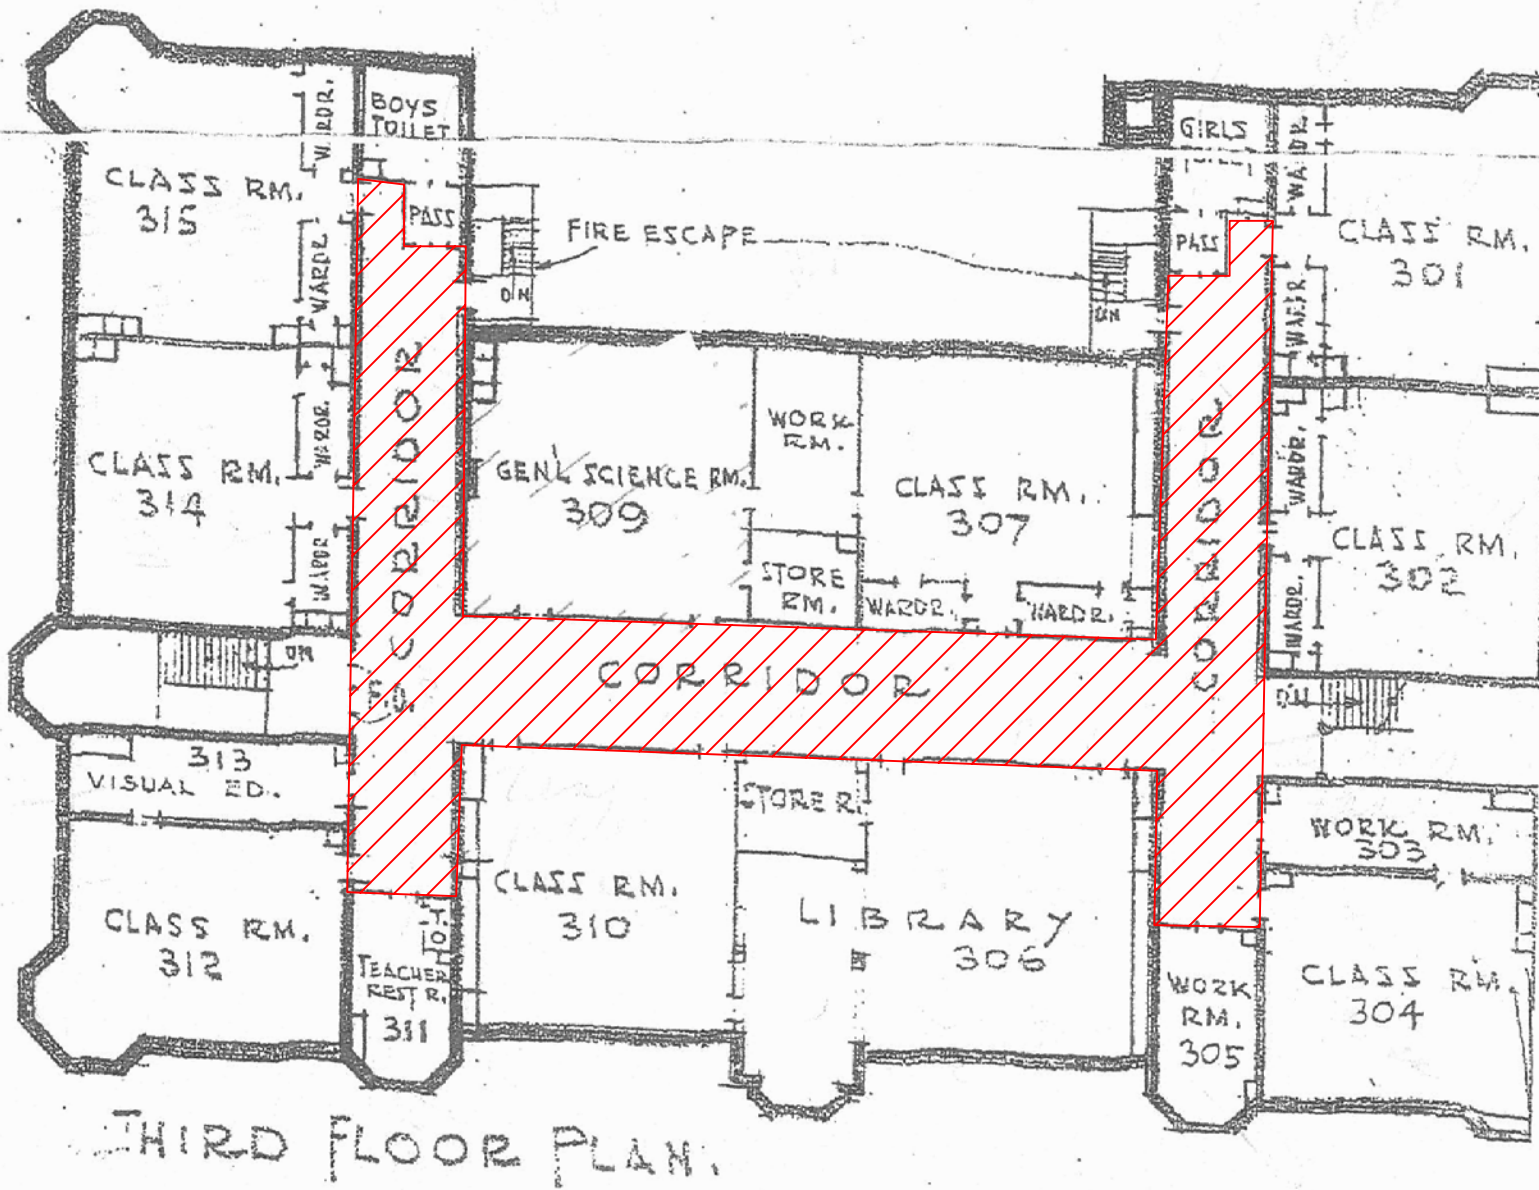 BOYS
TOILET
WARDR.
CLASS RM.
315
PASS
WARDR
DN
FIRE ESCAPE
GIRLS
WARDR.
PASS
CLASS RM.
301
WARDR.
DN
CORRIDOR
WARDR.
CLASS RM.
314
WARDR
GEN'L SCIENCE RM.
309
WORK
RM.
STORE
RM.
CLASS RM.
307
WARDR.
WARDR.
CORRIDOR
WARDR.
CLASS RM.
302
WARDR.
DN
CORRIDOR
313
VISUAL ED.
CLASS RM.
312
TEACHER
REST R.
311
CLASS RM.
310
STORE R.
LIBRARY
306
WORK RM.
303
WORK
RM.
305
CLASS RM.
304
THIRD FLOOR PLAN.